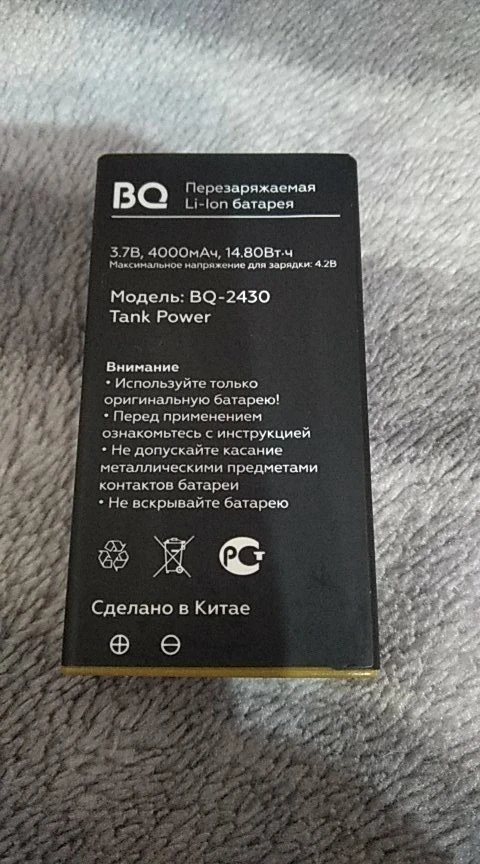 BQ
Перезаряжаемая
Li-Ion батарея
3.7В, 4000мАч, 14.80Вт·ч
Максимальное напряжение для зарядки: 4.2В
Модель: BQ-2430
Tank Power
Внимание
• Используйте только
оригинальную батарею!
• Перед применением
ознакомьтесь с инструкцией
• Не допускайте касание
металлическими предметами
контактов батареи
• Не вскрывайте батарею
РСТ
Сделано в Китае
⊕ ⊖